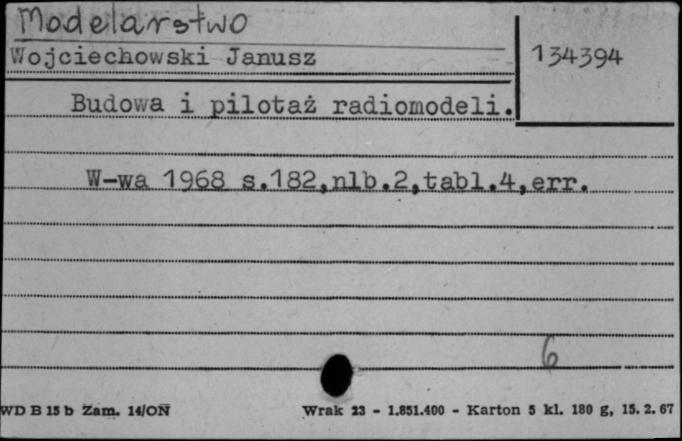 Modelarstwo
Wojciechowski Janusz
134394
Budowa i pilotaż radiomodeli.
W-wa 1968 s.182,nlb.2,tabl.4,err.
6
WD B 15 b Zam. 14/ON Wrak 23 - 1.851.400 - Karton 5 kl. 180 g, 15. 2. 67